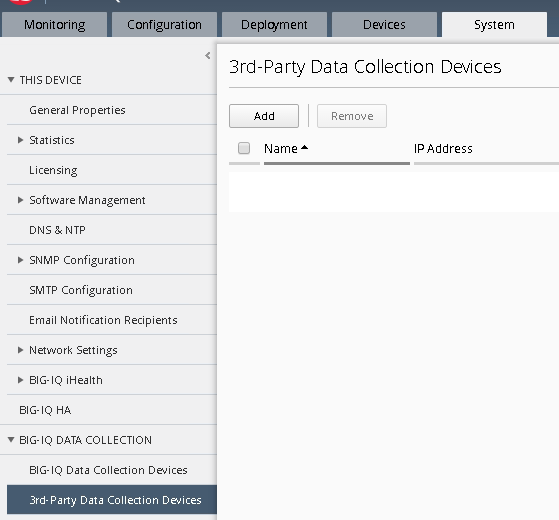 Monitoring Configuration Deployment Devices System
THIS DEVICE
General Properties
Statistics
Licensing
Software Management
DNS & NTP
SNMP Configuration
SMTP Configuration
Email Notification Recipients
Network Settings
BIG-IQ iHealth
BIG-IQ HA
BIG-IQ DATA COLLECTION
BIG-IQ Data Collection Devices
3rd-Party Data Collection Devices
3rd-Party Data Collection Devices
Add Remove
Name IP Address